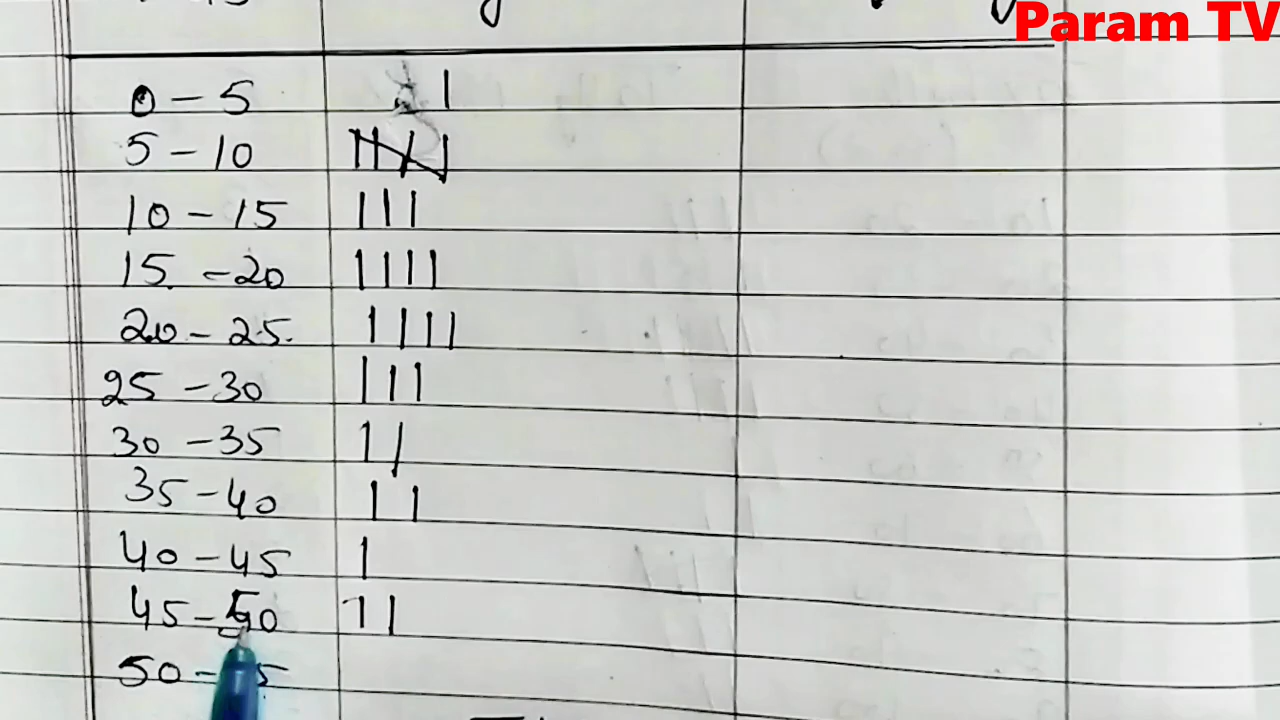 Param TV
0 - 5 |
5 - 10 ||||
10 - 15 |||
15 - 20 ||||
20 - 25 ||||
25 - 30 |||
30 - 35 ||
35 - 40 ||
40 - 45 |
45 - 50 ||
50 -